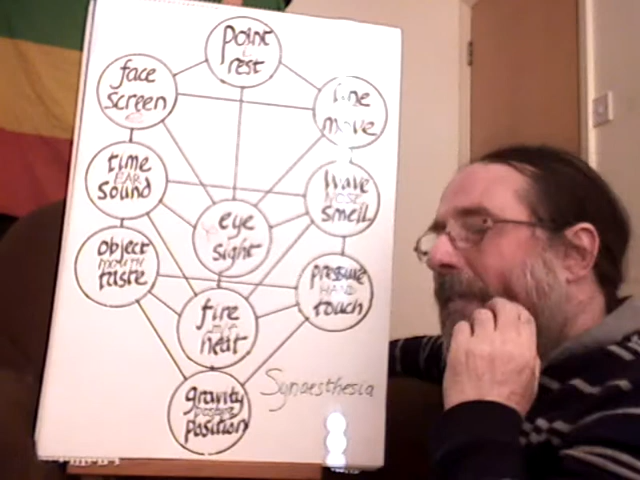 point
rest
face
screen
line
move
time
EAR
sound
wave
NOSE
smell
eye
sight
object
MOUTH
taste
pressure
HAND
touch
fire
heat
gravity
posture
position
Synaesthesia